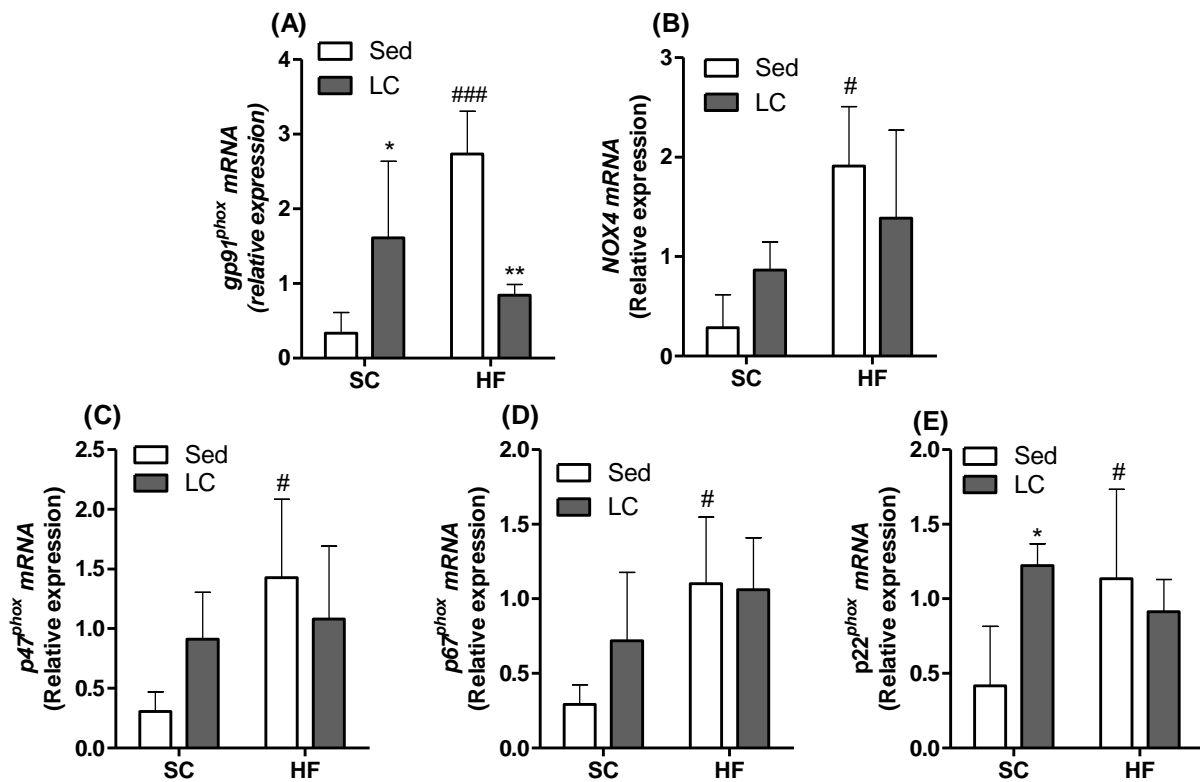 (A)
Sed
LC
gp91phox mRNA
(relative expression)
4
3
2
1
0
*
###
**
SC HF
(B)
Sed
LC
NOX4 mRNA
(Relative expression)
3
2
1
0
#
SC HF
(C)
Sed
LC
p47phox mRNA
(Relative expression)
2.5
2.0
1.5
1.0
0.5
0.0
#
SC HF
(D)
Sed
LC
p67phox mRNA
(Relative expression)
2.0
1.5
1.0
0.5
0.0
#
SC HF
(E)
Sed
LC
p22phox mRNA
(Relative expression)
2.0
1.5
1.0
0.5
0.0
*
#
SC HF